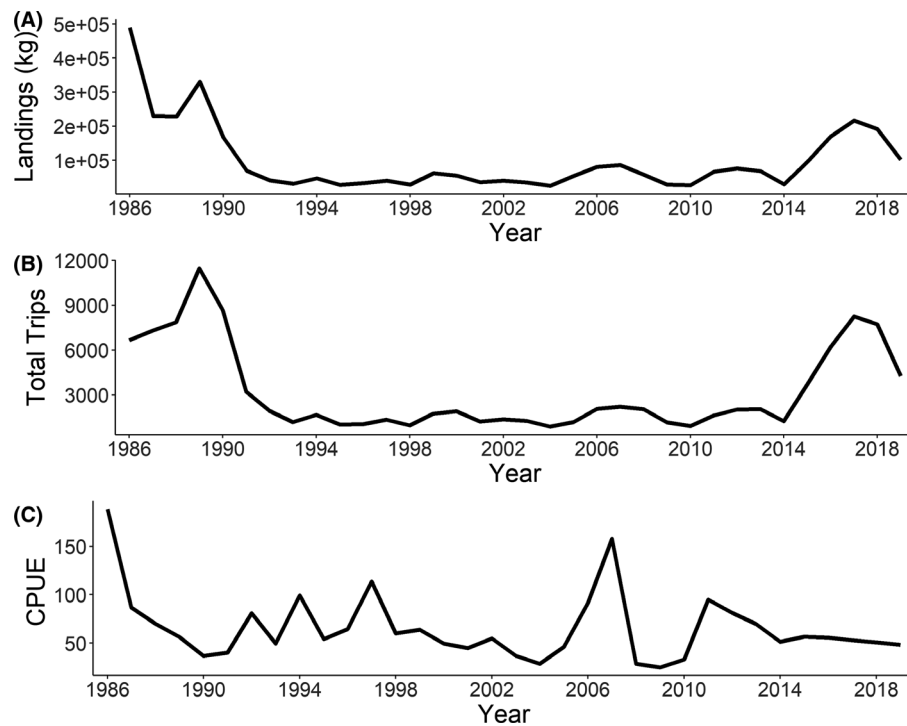 (A)
Landings (kg)
5e+05
4e+05
3e+05
2e+05
1e+05
1986 1990 1994 1998 2002 2006 2010 2014 2018
Year
(B)
Total Trips
12000
9000
6000
3000
1986 1990 1994 1998 2002 2006 2010 2014 2018
Year
(C)
CPUE
150
100
50
1986 1990 1994 1998 2002 2006 2010 2014 2018
Year